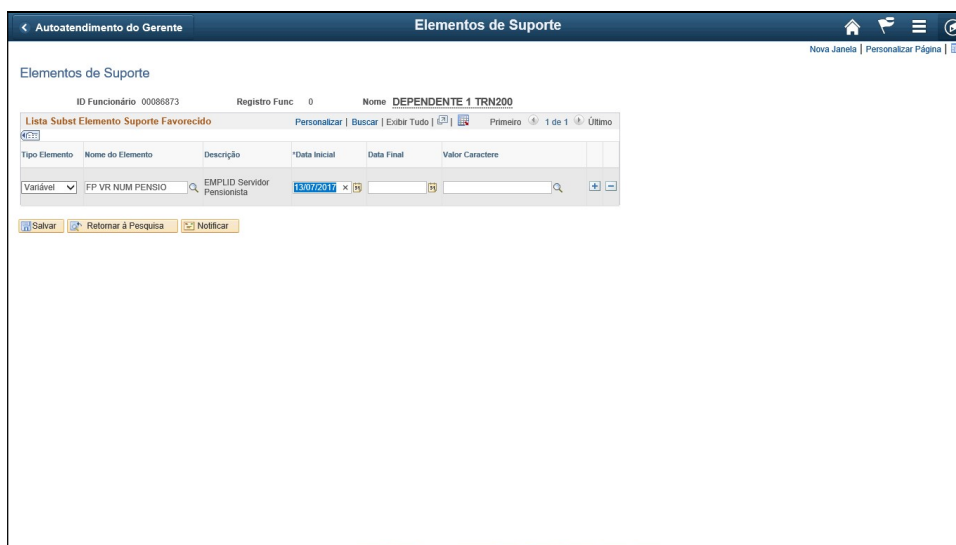 Autoatendimento do Gerente
Elementos de Suporte
Nova Janela | Personalizar Página |
Elementos de Suporte
ID Funcionário 00086873 Registro Func 0 Nome DEPENDENTE 1 TRN200
Lista Subst Elemento Suporte Favorecido Personalizar | Buscar | Exibir Tudo | | Primeiro 1 de 1 Último
Tipo Elemento Nome do Elemento Descrição *Data Inicial Data Final Valor Caractere
Variável FP VR NUM PENSIO EMPLID Servidor Pensionista 13/07/2017
Salvar Retornar à Pesquisa Notificar